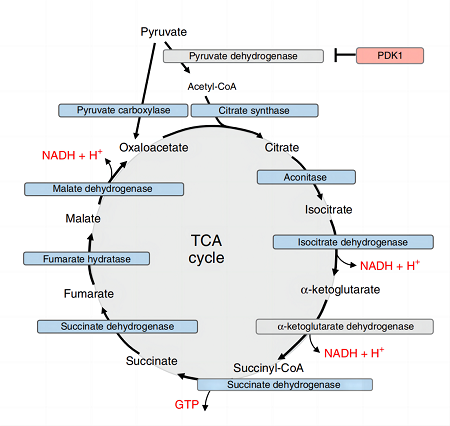 Pyruvate
Pyruvate dehydrogenase
PDK1
Acetyl-CoA
Pyruvate carboxylase
Citrate synthase
Oxaloacetate
Citrate
NADH + H⁺
Malate dehydrogenase
Aconitase
Malate
Isocitrate
TCA
cycle
Isocitrate dehydrogenase
Fumarate hydratase
NADH + H⁺
Fumarate
α-ketoglutarate
Succinate dehydrogenase
α-ketoglutarate dehydrogenase
NADH + H⁺
Succinate
Succinyl-CoA
Succinate dehydrogenase
GTP